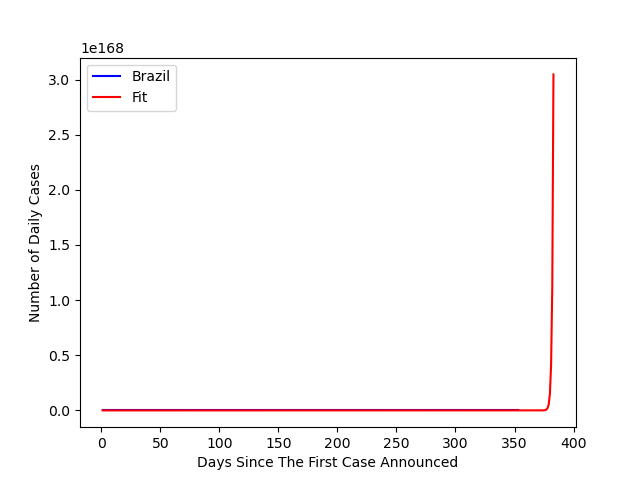 1e168
Brazil
Fit
3.0
2.5
2.0
1.5
1.0
0.5
0.0
Number of Daily Cases
0 50 100 150 200 250 300 350 400
Days Since The First Case Announced